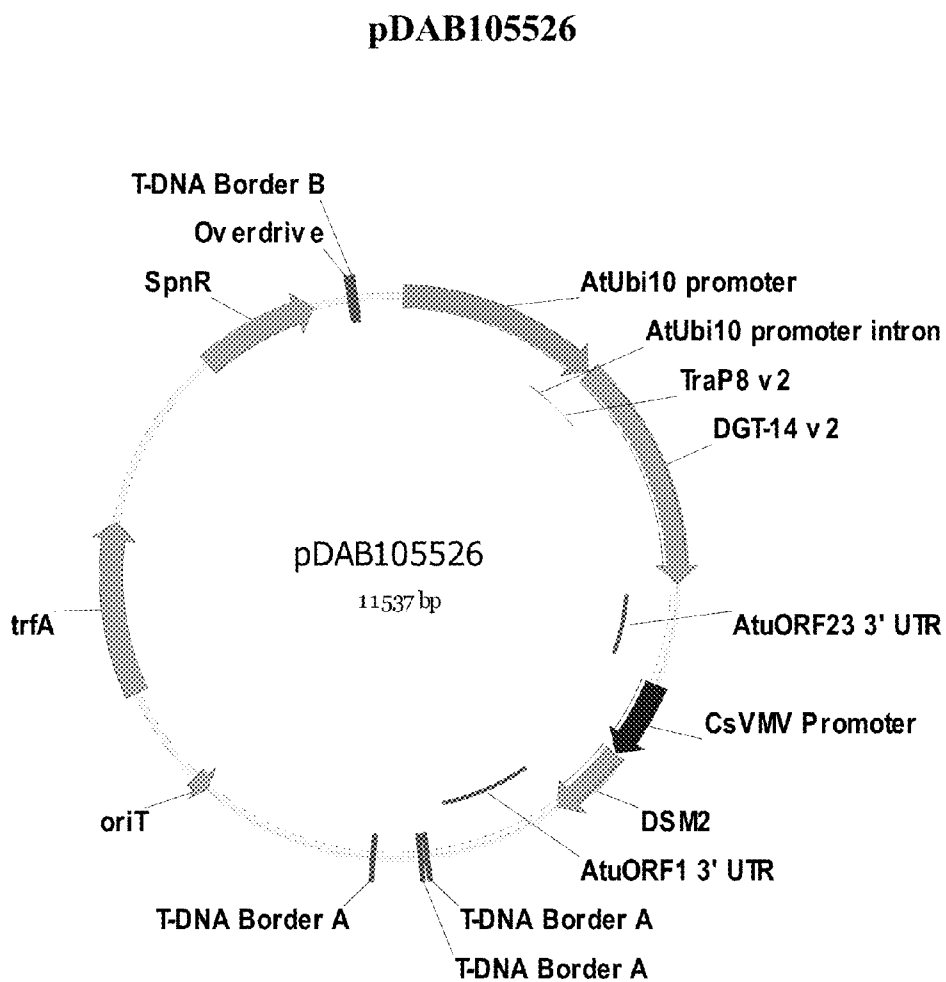 pDAB105526
T-DNA Border B
Overdrive
SpnR
AtUbi10 promoter
AtUbi10 promoter intron
TraP8 v2
DGT-14 v2
pDAB105526
11537 bp
trfA
AtuORF23 3' UTR
CsVMV Promoter
oriT
DSM2
AtuORF1 3' UTR
T-DNA Border A
T-DNA Border A
T-DNA Border A